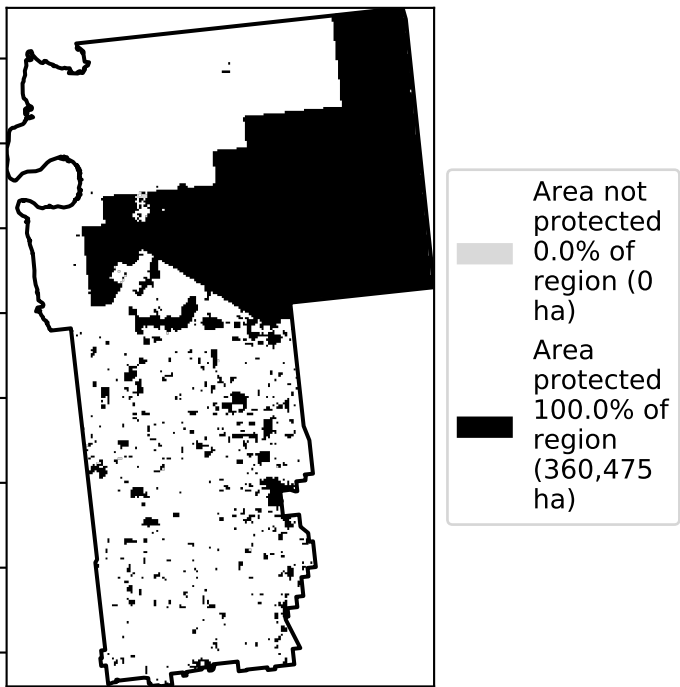 Area not
protected
0.0% of
region (0
ha)
Area
protected
100.0% of
region
(360,475
ha)